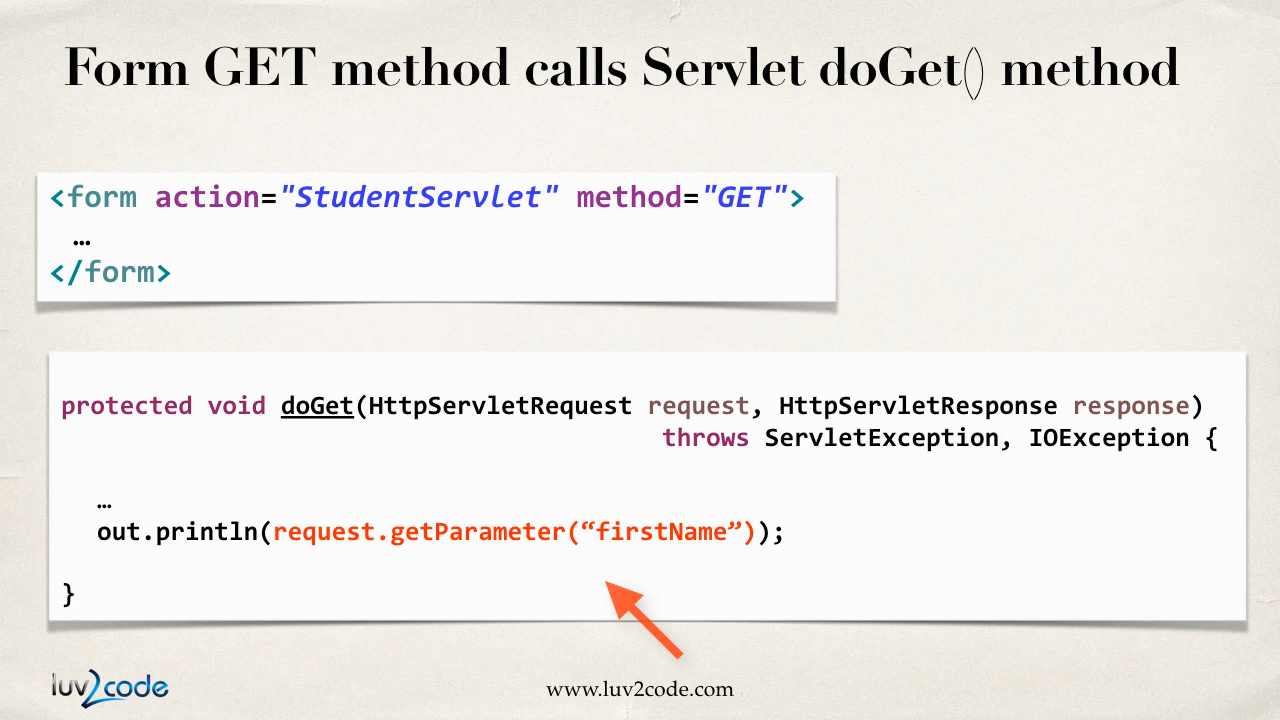 Form GET method calls Servlet doGet() method
<form action="StudentServlet" method="GET">
…
</form>
protected void doGet(HttpServletRequest request, HttpServletResponse response)
throws ServletException, IOException {
…
out.println(request.getParameter(“firstName”));
}
luv2code
www.luv2code.com